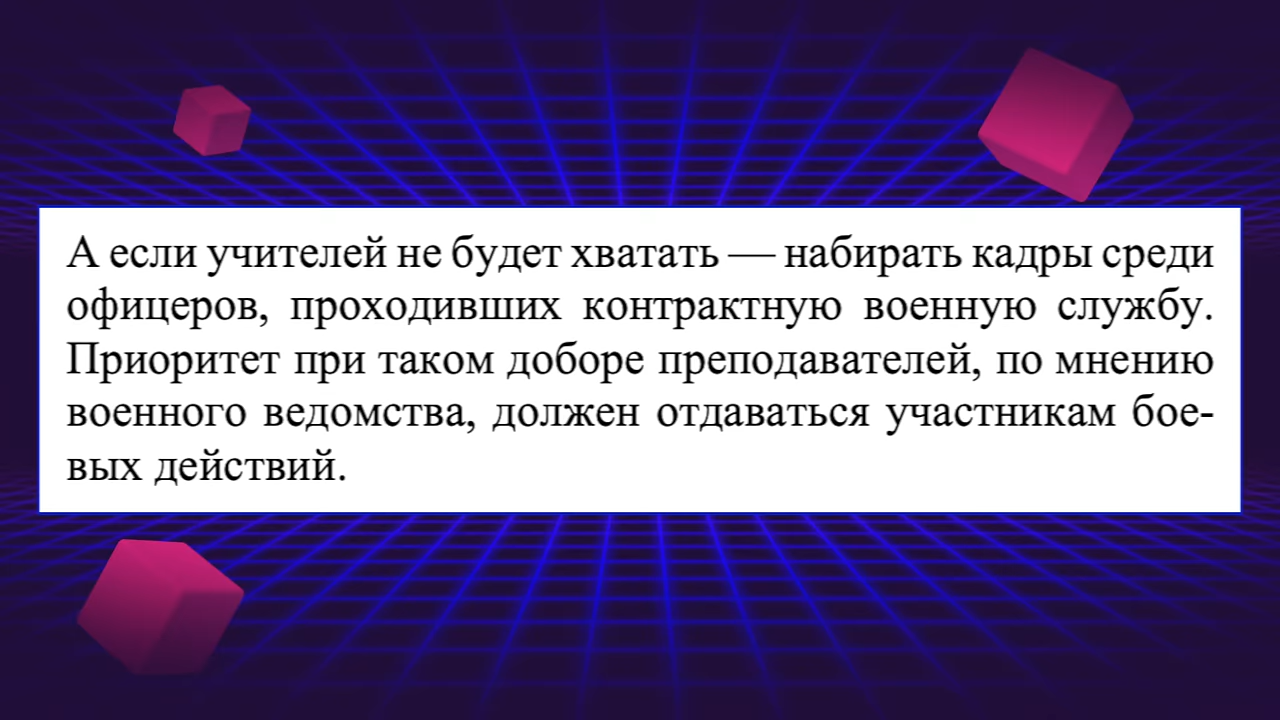 А если учителей не будет хватать — набирать кадры среди
офицеров, проходивших контрактную военную службу.
Приоритет при таком доборе преподавателей, по мнению
военного ведомства, должен отдаваться участникам бое-
вых действий.